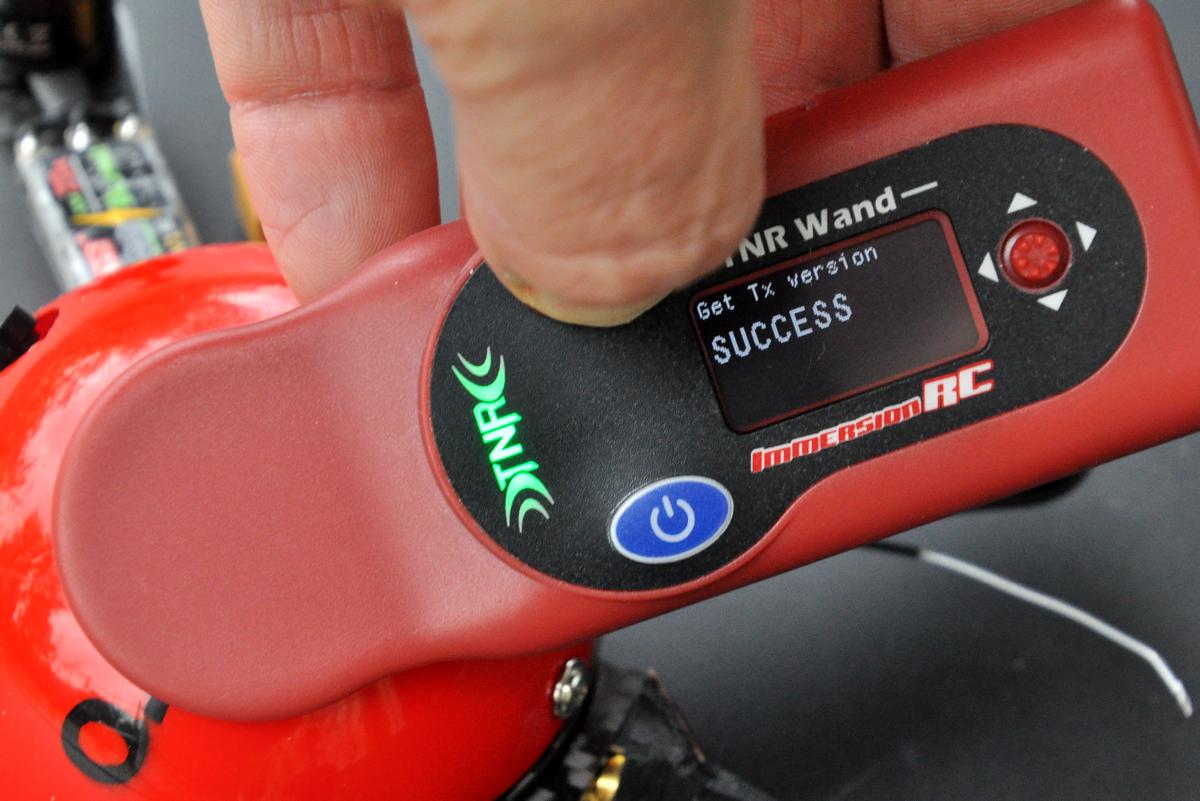 TNR Wand
Get Tx version
SUCCESS
ImmersionRC
TNR